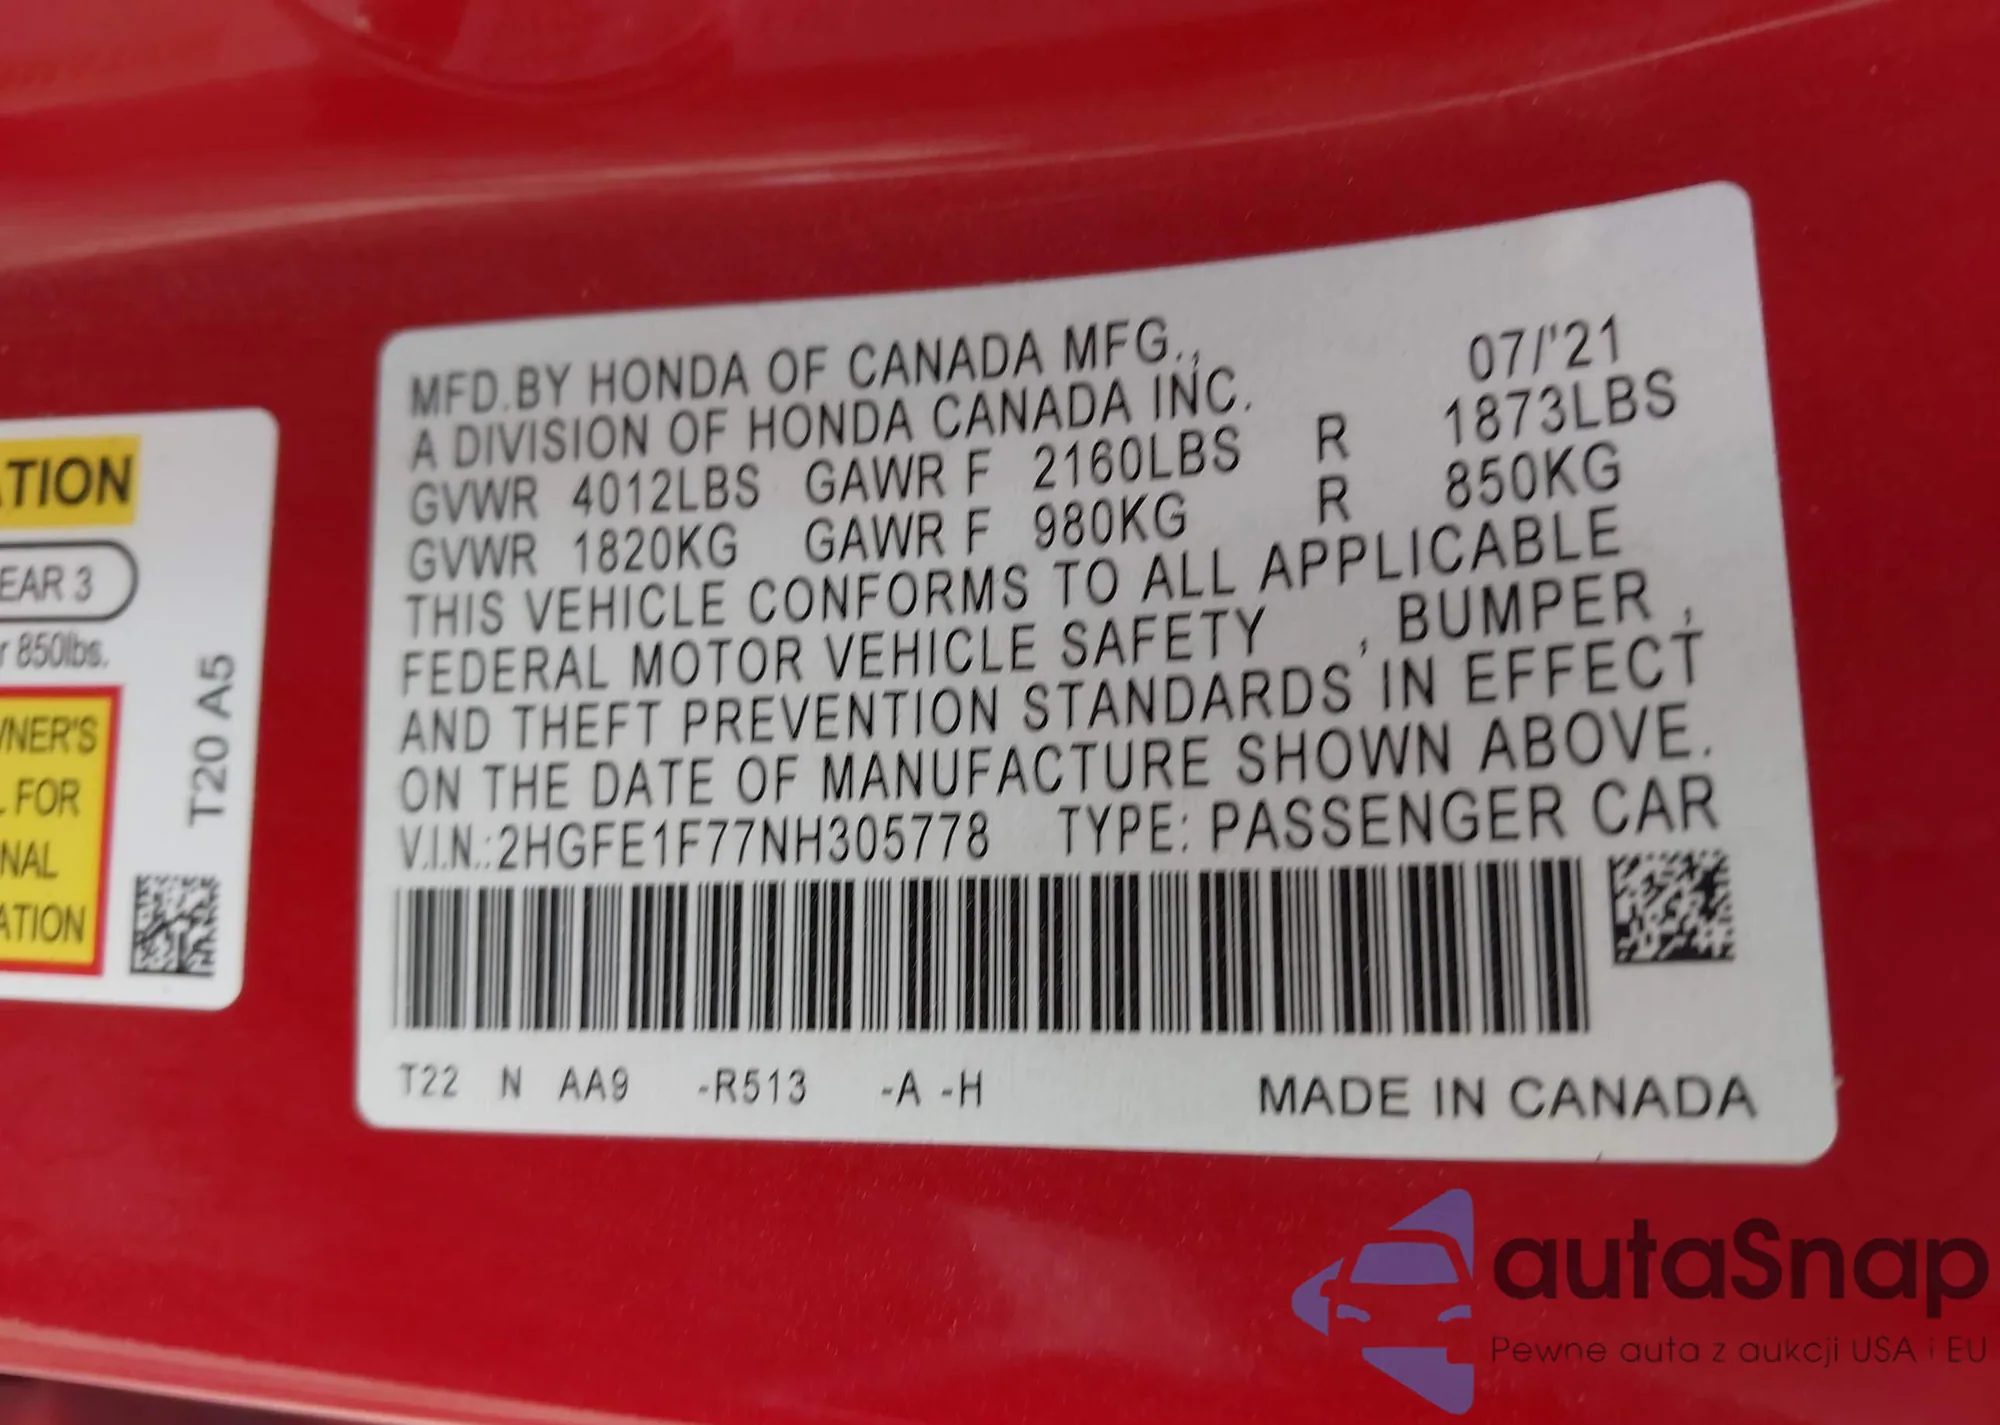 ATION
EAR 3
r 850lbs.
WNER'S
L FOR
NAL
ATION
T20 A5
MFD.BY HONDA OF CANADA MFG., 07/'21
A DIVISION OF HONDA CANADA INC.
GVWR 4012LBS GAWR F 2160LBS R 1873LBS
GVWR 1820KG GAWR F 980KG R 850KG
THIS VEHICLE CONFORMS TO ALL APPLICABLE
FEDERAL MOTOR VEHICLE SAFETY , BUMPER ,
AND THEFT PREVENTION STANDARDS IN EFFECT
ON THE DATE OF MANUFACTURE SHOWN ABOVE.
V.I.N.:2HGFE1F77NH305778 TYPE: PASSENGER CAR
T22 N AA9 -R513 -A -H MADE IN CANADA
autaSnap
Pewne auta z aukcji USA i EU